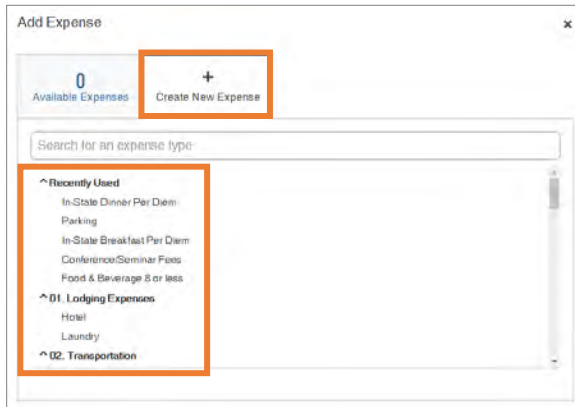 Add Expense ×
0
Available Expenses
+
Create New Expense
Search for an expense type
^ Recently Used
In-State Dinner Per Diem
Parking
In-State Breakfast Per Diem
Conference/Seminar Fees
Food & Beverage 8 or less
^ 01. Lodging Expenses
Hotel
Laundry
^ 02. Transportation